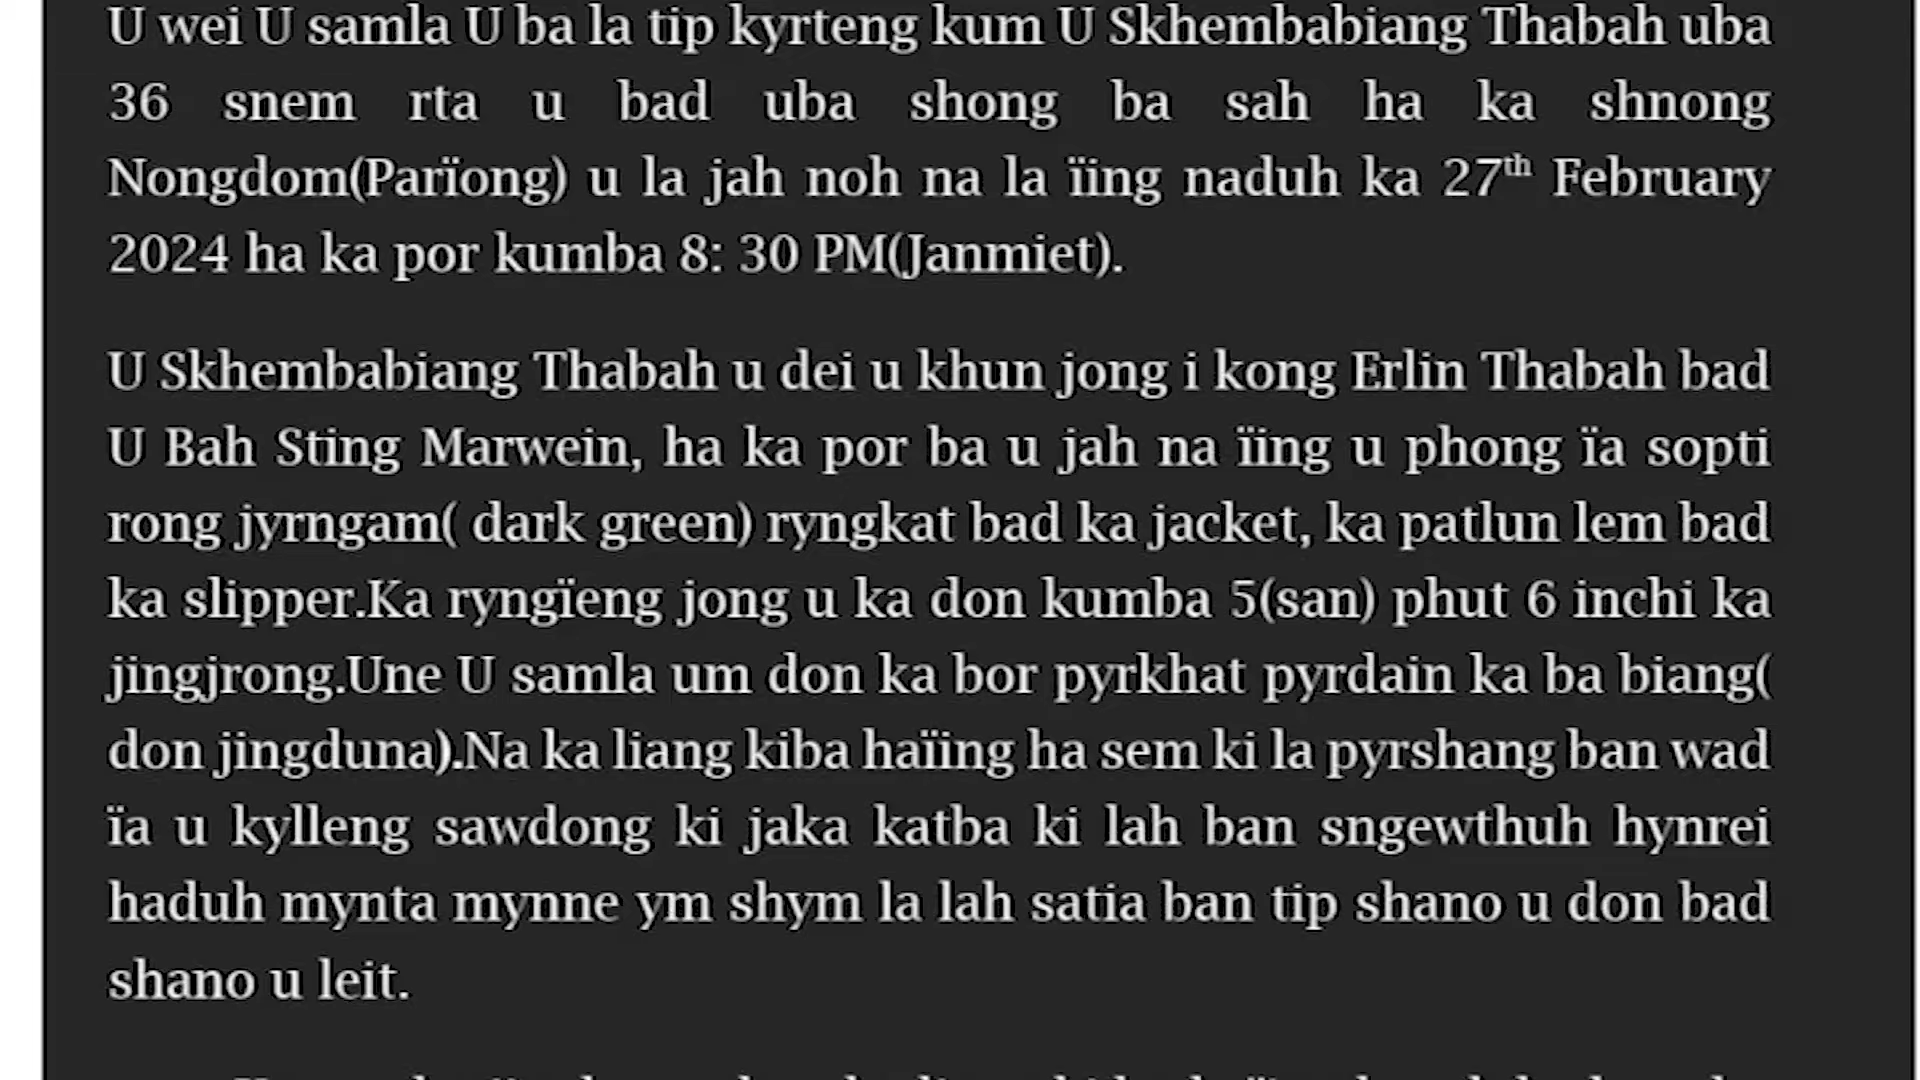 U wei U samla U ba la tip kyrteng kum U Skhembabiang Thabah uba
36 snem rta u bad uba shong ba sah ha ka shnong
Nongdom(Parïong) u la jah noh na la ïing naduh ka 27th February
2024 ha ka por kumba 8: 30 PM(Janmiet).
U Skhembabiang Thabah u dei u khun jong i kong Erlin Thabah bad
U Bah Sting Marwein, ha ka por ba u jah na ïing u phong ïa sopti
rong jyrngam( dark green) ryngkat bad ka jacket, ka patlun lem bad
ka slipper.Ka ryngïeng jong u ka don kumba 5(san) phut 6 inchi ka
jingjrong.Une U samla um don ka bor pyrkhat pyrdain ka ba biang(
don jingduna).Na ka liang kiba haïing ha sem ki la pyrshang ban wad
ïa u kylleng sawdong ki jaka katba ki lah ban sngewthuh hynrei
haduh mynta mynne ym shym la lah satia ban tip shano u don bad
shano u leit.